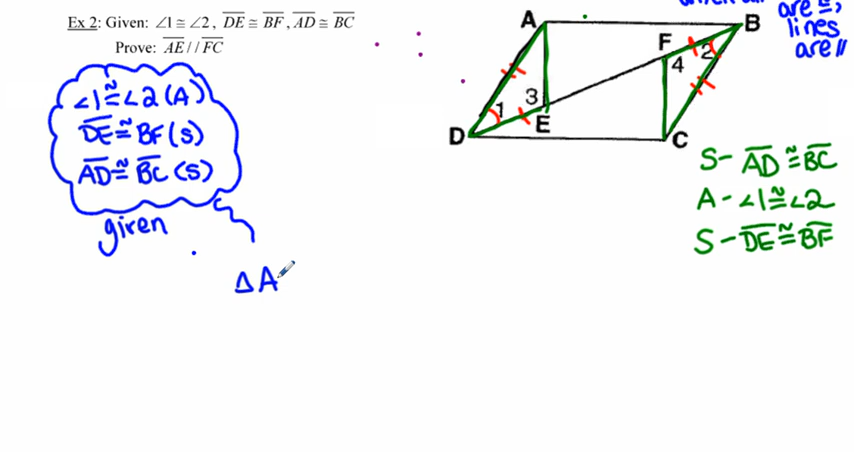 Ex 2: Given: ∠1 ≅ ∠2, DE ≅ BF, AD ≅ BC
Prove: AE // FC
∠1 ≅ ∠2 (A)
DE ≅ BF (S)
AD ≅ BC (S)
given
ΔA
A
B
F
2
4
1
3
E
D
C
are ≅,
lines
are //
S- AD ≅ BC
A- ∠1 ≅ ∠2
S- DE ≅ BF